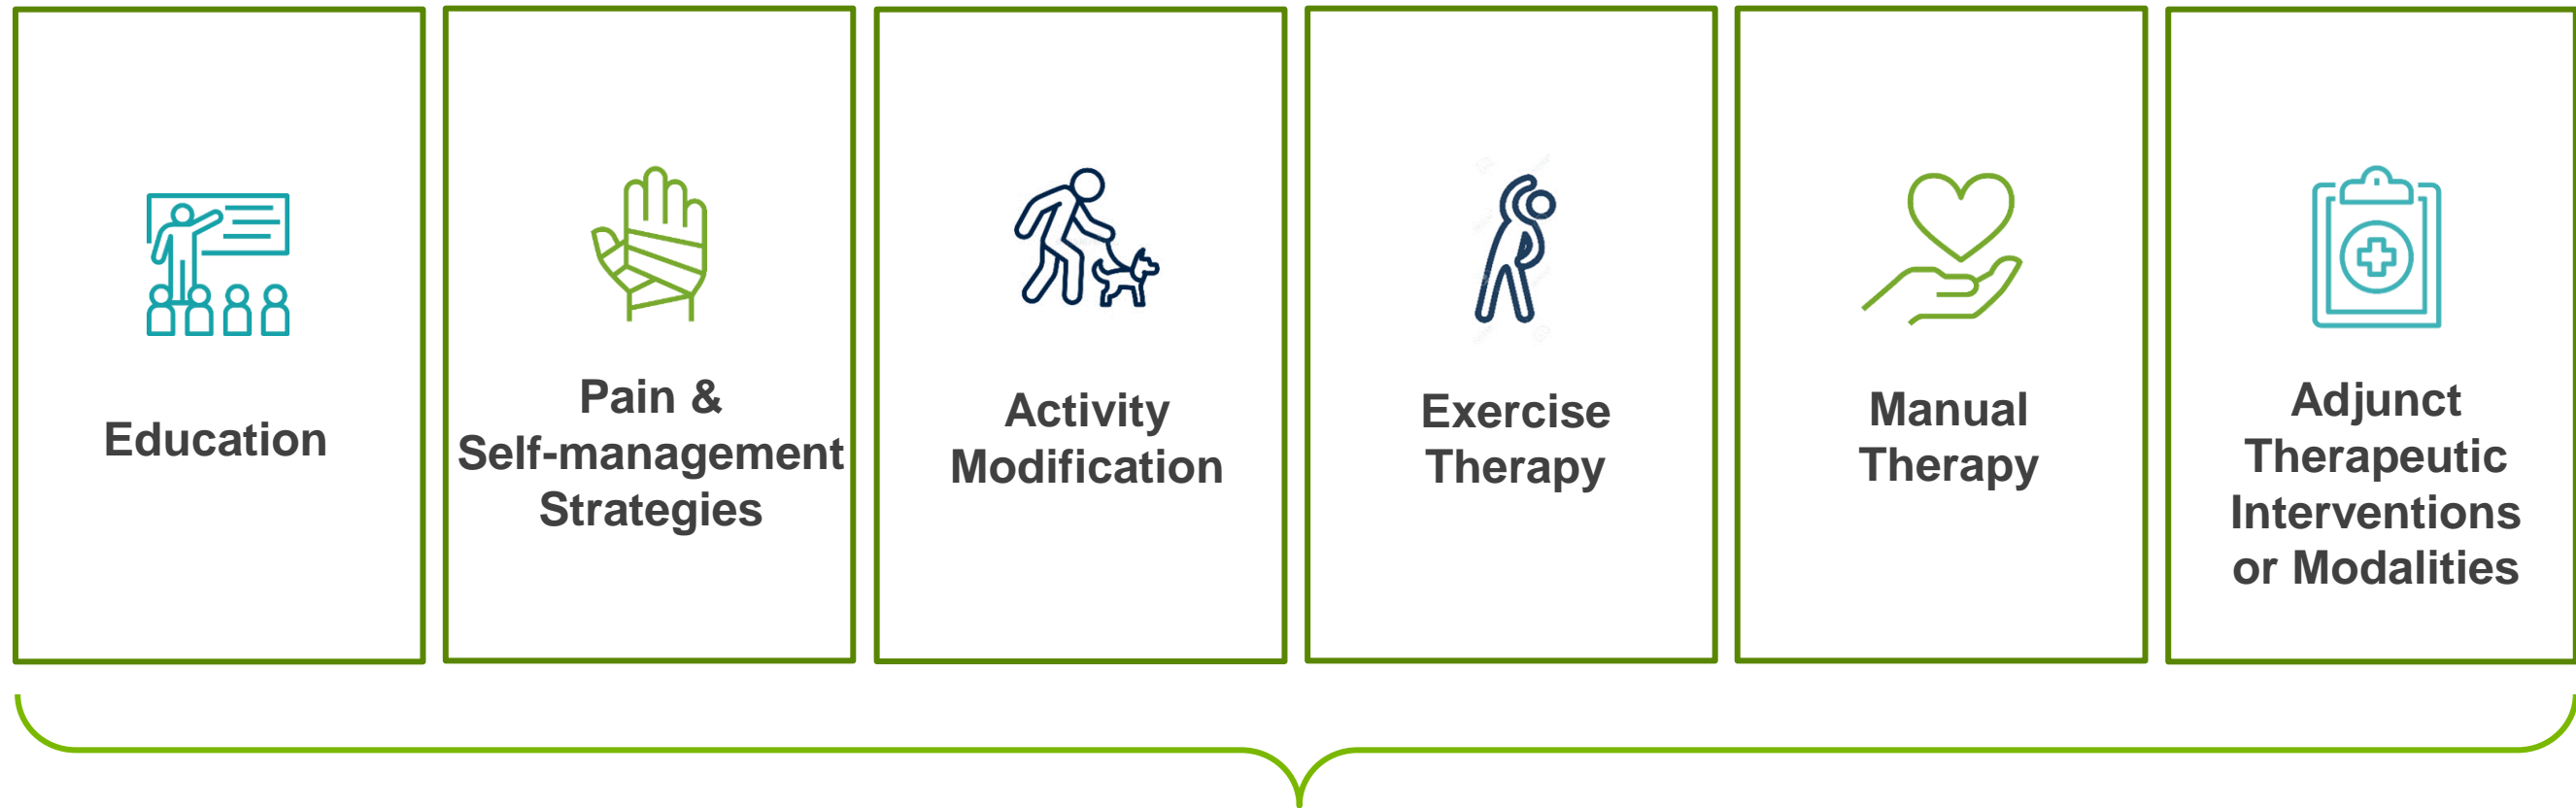 Education
Pain &
Self-management
Strategies
Activity
Modification
Exercise
Therapy
Manual
Therapy
Adjunct
Therapeutic
Interventions
or Modalities